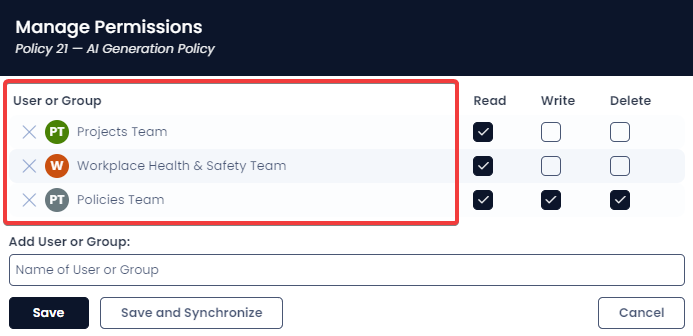 Manage Permissions
Policy 21 — AI Generation Policy
User or Group Read Write Delete
PT Projects Team
W Workplace Health & Safety Team
PT Policies Team
Add User or Group:
Name of User or Group
Save Save and Synchronize Cancel